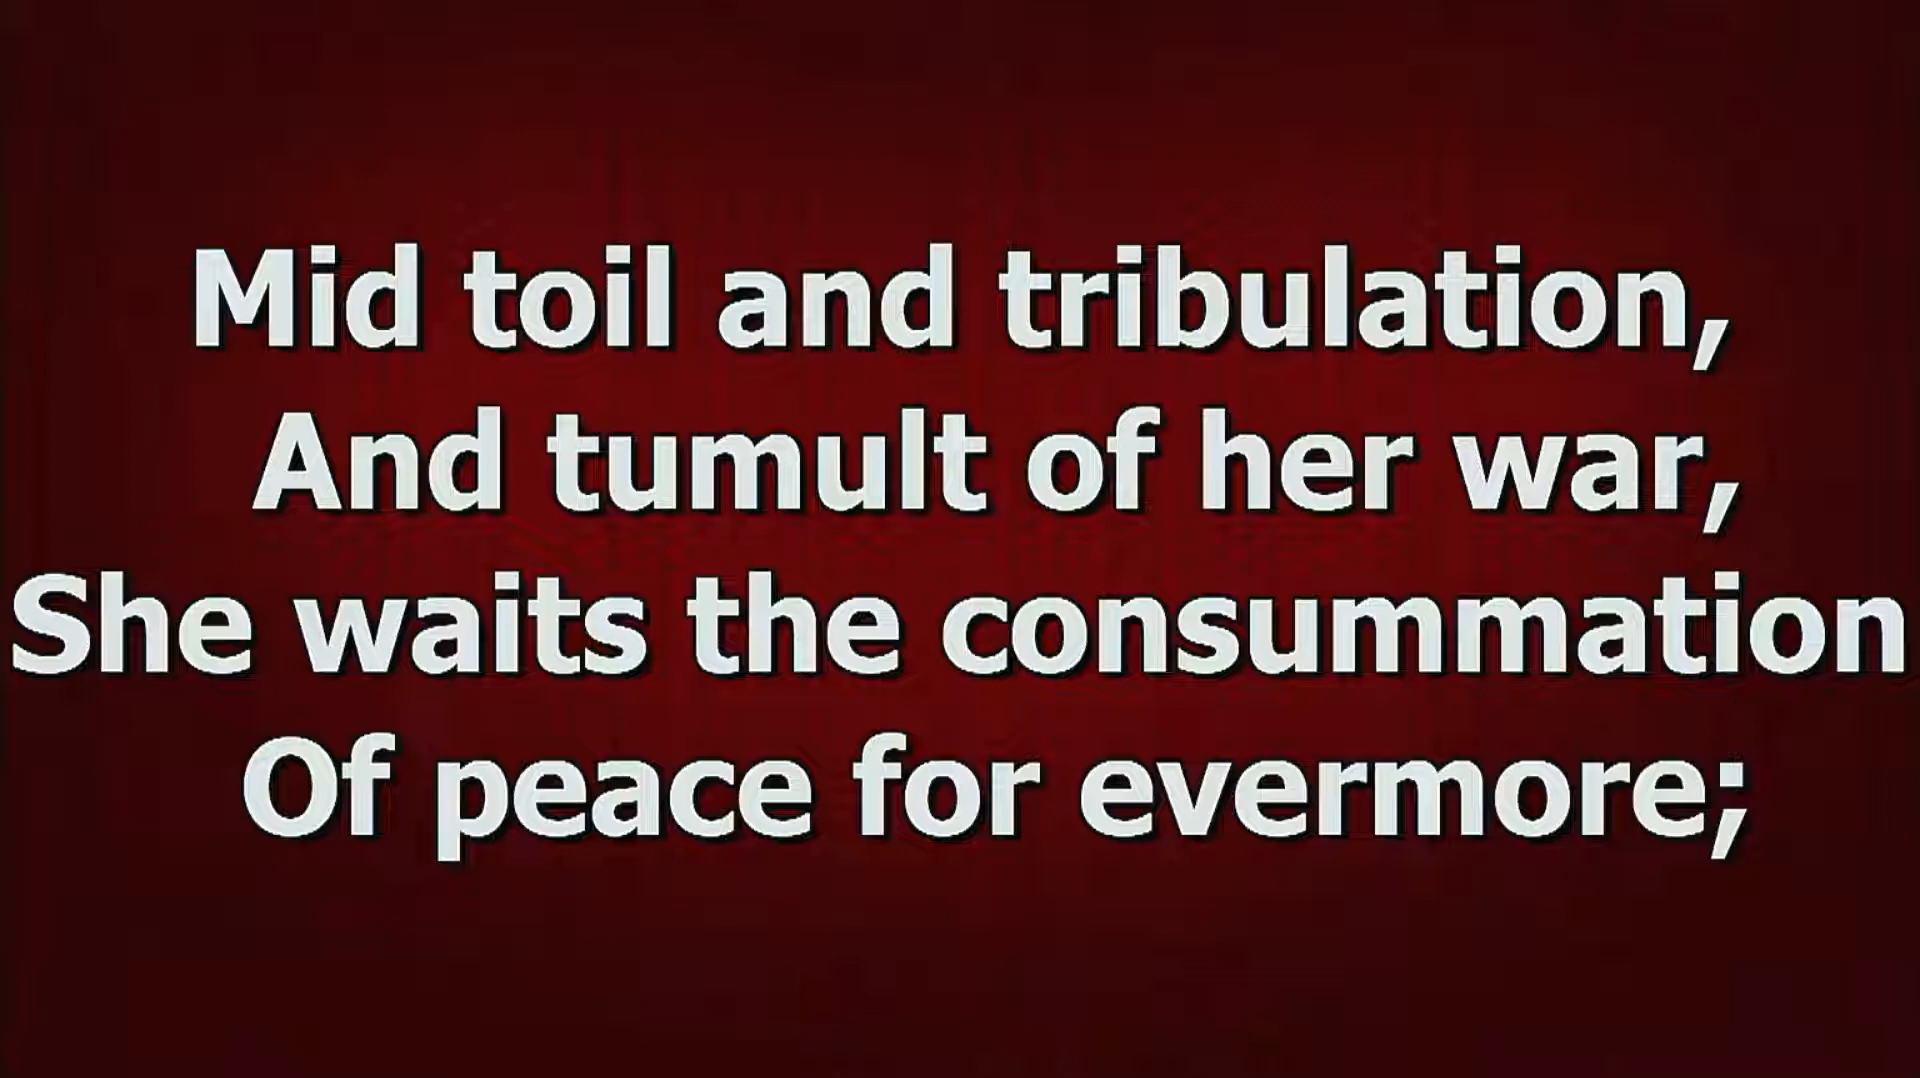 Mid toil and tribulation,
And tumult of her war,
She waits the consummation
Of peace for evermore;